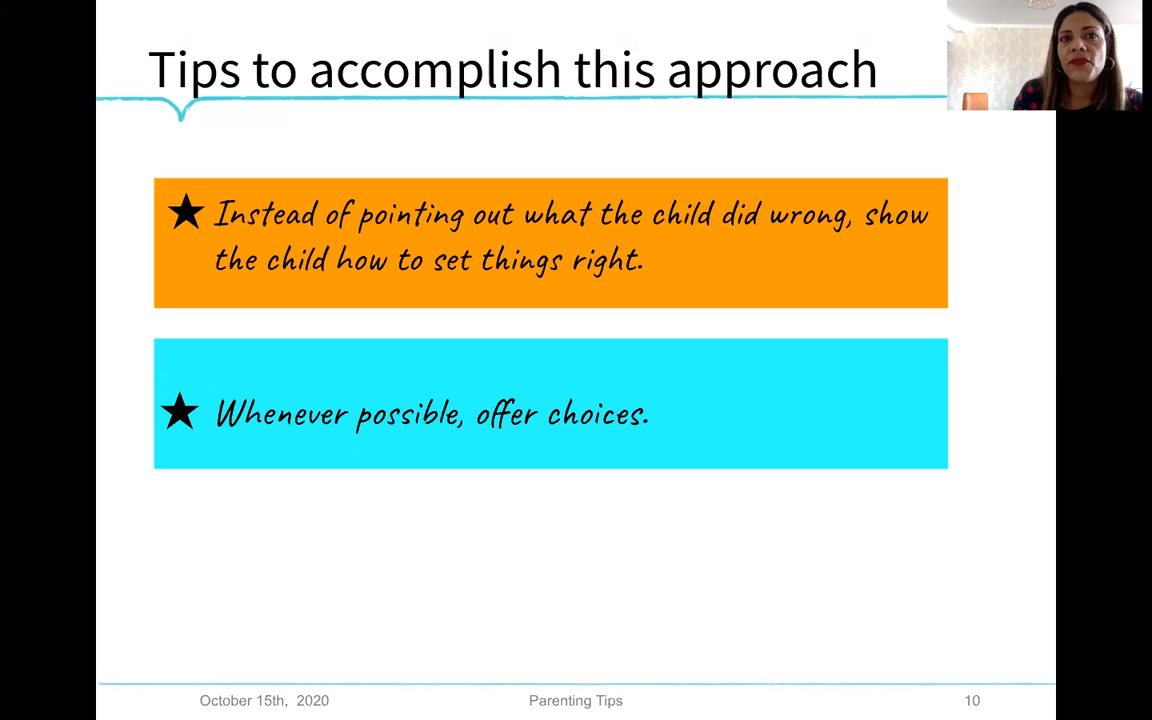 Tips to accomplish this approach
Instead of pointing out what the child did wrong, show
the child how to set things right.
Whenever possible, offer choices.
October 15th, 2020
Parenting Tips
10